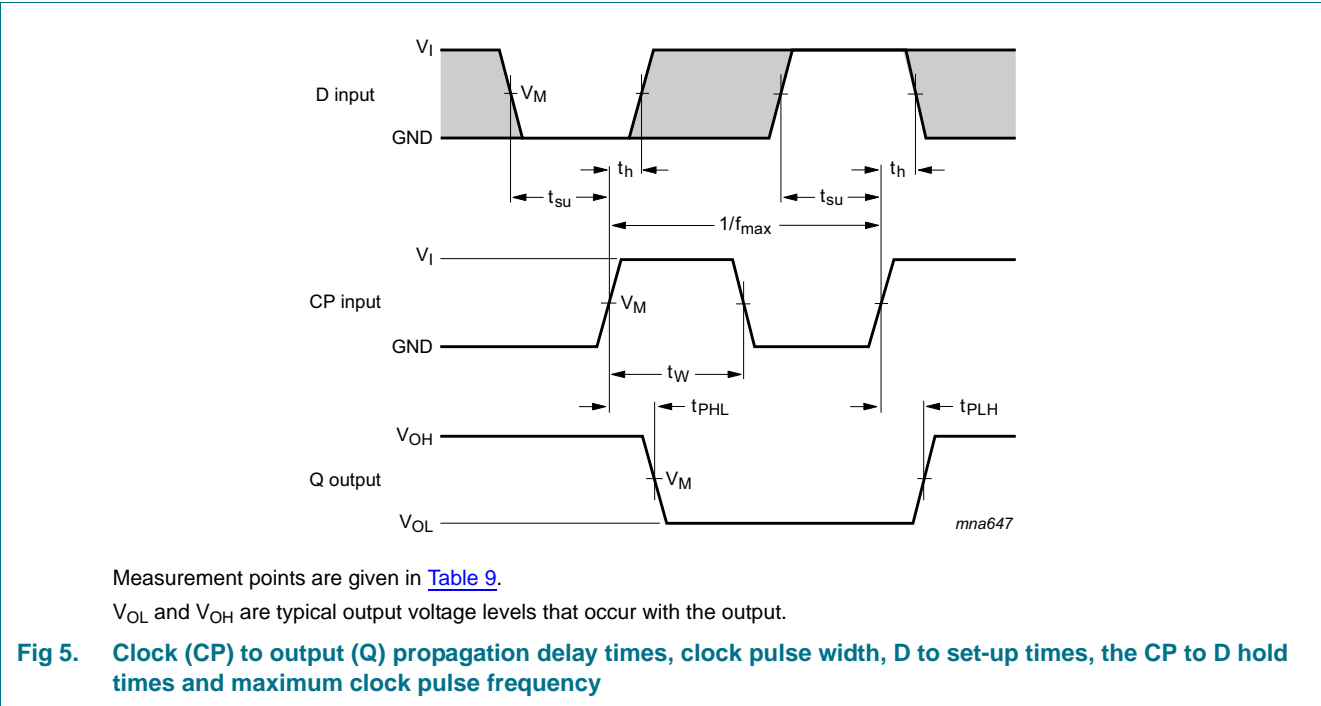 V_I
D input
V_M
GND
t_h
t_h
t_su
t_su
1/f_max
V_I
CP input
V_M
GND
t_W
t_PHL
t_PLH
V_OH
Q output
V_M
V_OL
mna647
Measurement points are given in Table 9.
V_OL and V_OH are typical output voltage levels that occur with the output.
Fig 5. Clock (CP) to output (Q) propagation delay times, clock pulse width, D to set-up times, the CP to D hold
times and maximum clock pulse frequency